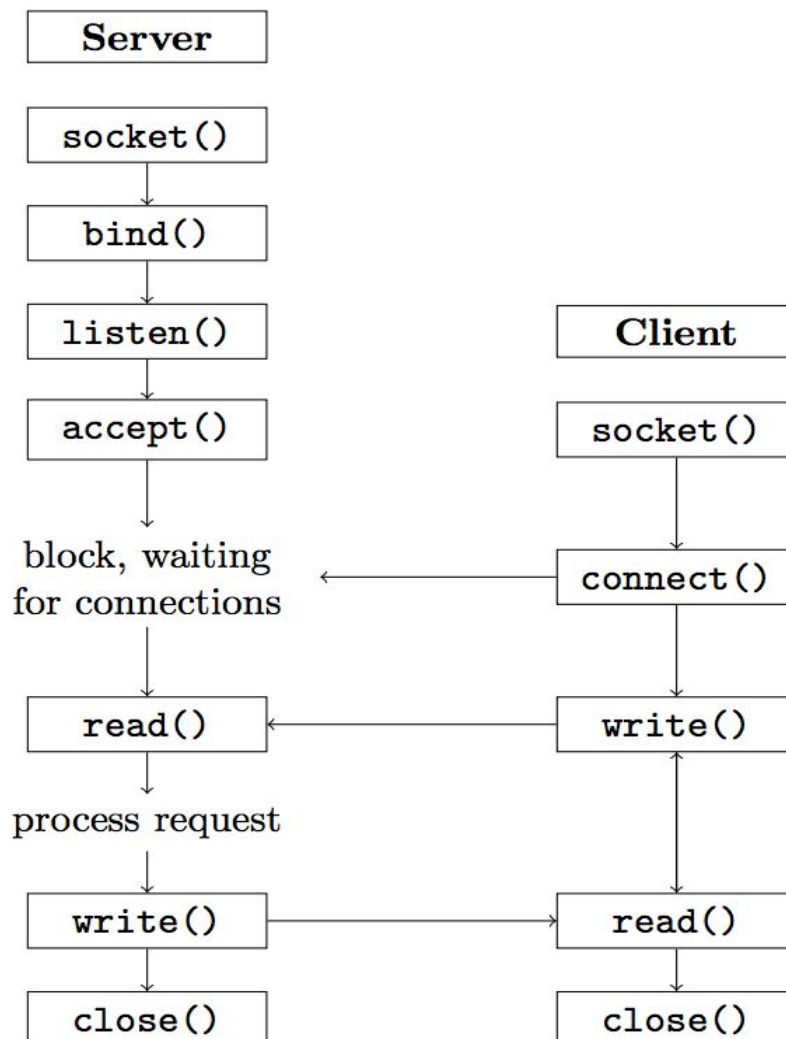 Server
socket()
bind()
listen()
accept()
block, waiting
for connections
read()
process request
write()
close()
Client
socket()
connect()
write()
read()
close()